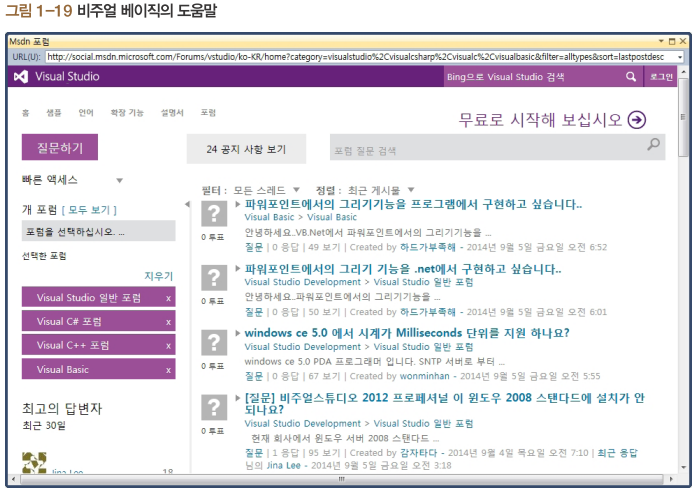 그림 1-19 비주얼 베이직의 도움말
Msdn 포럼
URL(U): http://social.msdn.microsoft.com/Forums/vstudio/ko-KR/home?category=visualstudio%2Cvisualcsharp%2Cvisualc%2Cvisualbasic&filter=alltypes&sort=lastpostdesc
Visual Studio
Bing으로 Visual Studio 검색
로그인
홈 샘플 언어 확장 기능 설명서 포럼
무료로 시작해 보십시오
질문하기
24 공지 사항 보기
포럼 질문 검색
빠른 액세스
개 포럼 [ 모두 보기 ]
포럼을 선택하십시오. ...
선택한 포럼
지우기
Visual Studio 일반 포럼 x
Visual C# 포럼 x
Visual C++ 포럼 x
Visual Basic x
최고의 답변자
최근 30일
Jina Lee 18
필터 : 모든 스레드 정렬 : 최근 게시물
파워포인트에서의 그리기기능을 프로그램에서 구현하고 싶습니다..
Visual Basic > Visual Basic
안녕하세요..VB.Net에서 파워포인트에서의 그리기기능을 ...
0 투표
질문 | 0 응답 | 49 보기 | Created by 하드가부족해 - 2014년 9월 5일 금요일 오전 6:52
파워포인트에서의 그리기 기능을 .net에서 구현하고 싶습니다..
Visual Studio Development > Visual Studio 일반 포럼
안녕하세요..파워포인트에서의 그리기기능을 ...
0 투표
질문 | 0 응답 | 50 보기 | Created by 하드가부족해 - 2014년 9월 5일 금요일 오전 6:01
windows ce 5.0 에서 시계가 Milliseconds 단위를 지원 하나요?
Visual Studio Development > Visual Studio 일반 포럼
windows ce 5.0 PDA 프로그래머 입니다. SNTP 서버로 부터 ...
0 투표
질문 | 0 응답 | 67 보기 | Created by wonminhan - 2014년 9월 5일 금요일 오전 5:55
[질문] 비주얼스튜디오 2012 프로페셔널 이 윈도우 2008 스탠다드에 설치가 안
되나요?
Visual Studio Development > Visual Studio 일반 포럼
현재 회사에서 윈도우 서버 2008 스탠다드 ...
0 투표
질문 | 1 응답 | 95 보기 | Created by 감자타다 - 2014년 9월 4일 목요일 오전 7:10 | 최근 응답
님의 Jina Lee - 2014년 9월 5일 금요일 오전 3:18